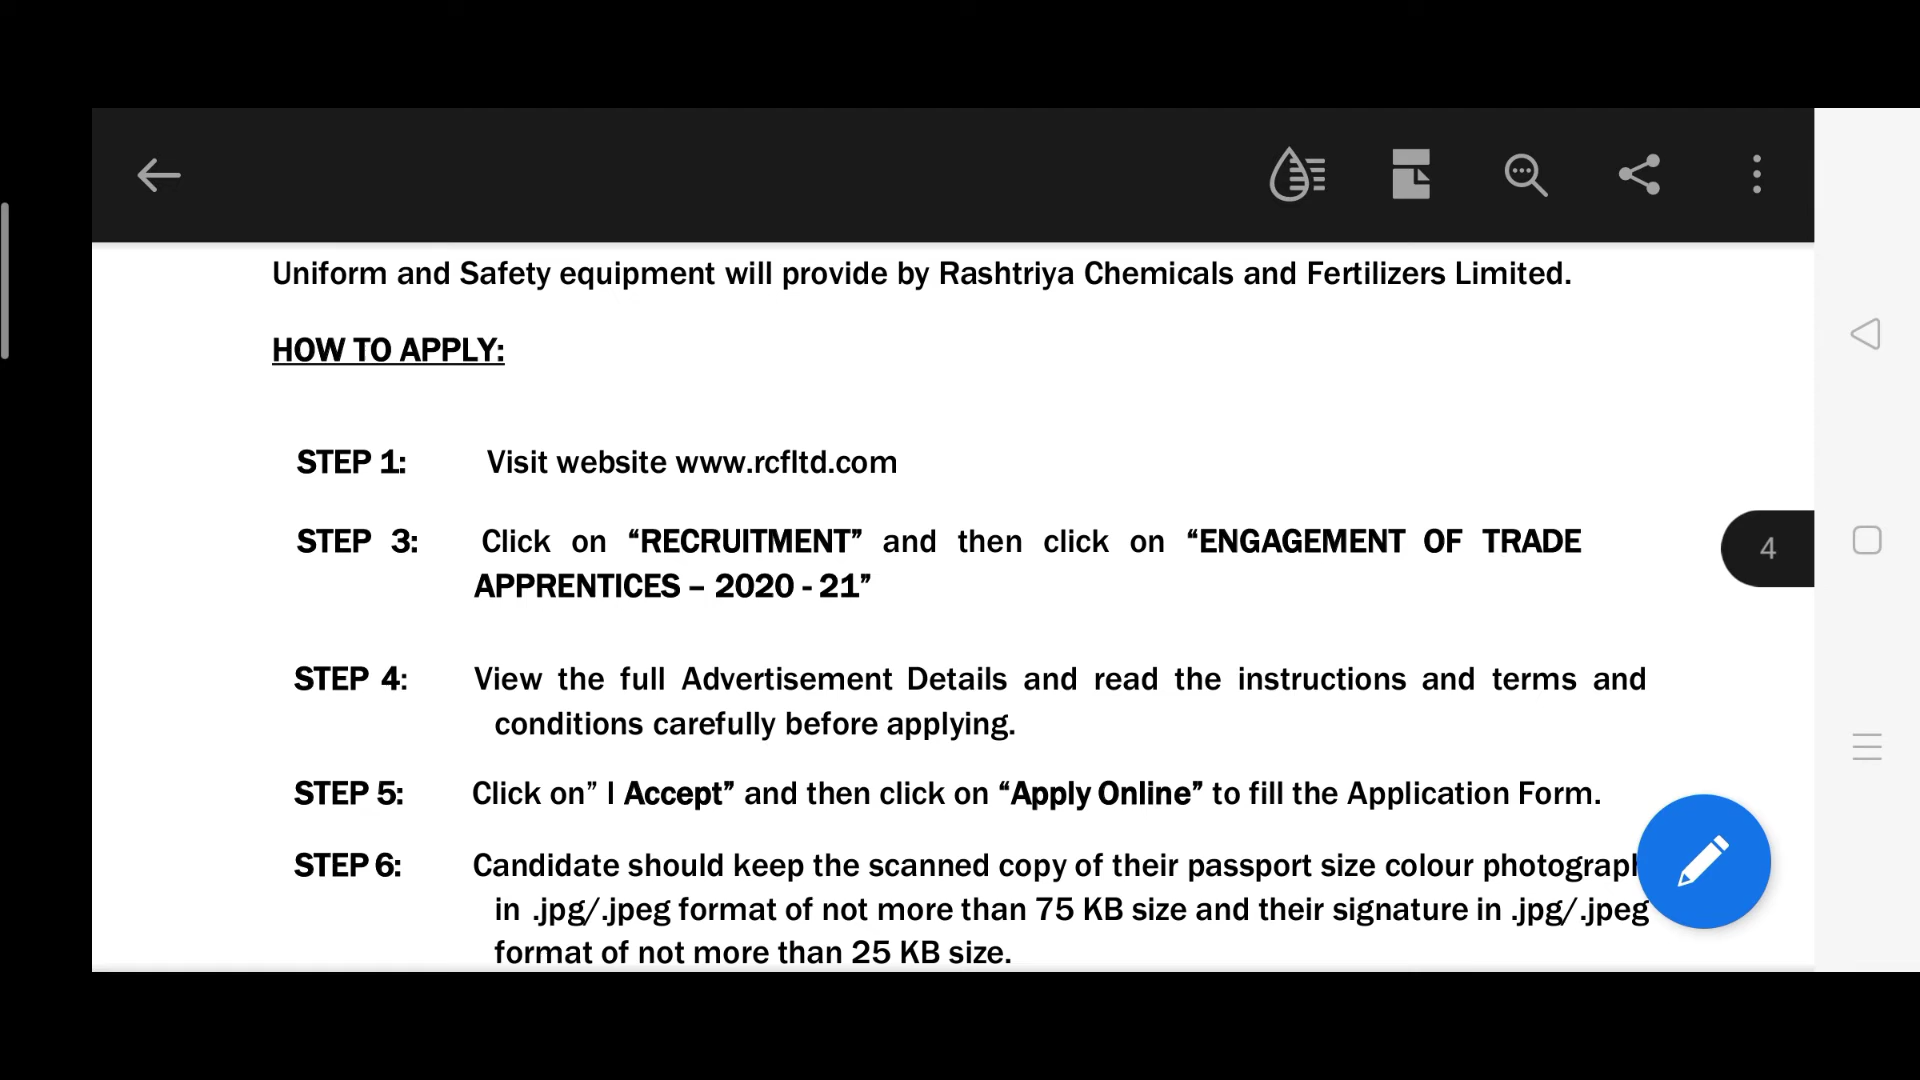 Uniform and Safety equipment will provide by Rashtriya Chemicals and Fertilizers Limited.
HOW TO APPLY:
STEP 1: Visit website www.rcfltd.com
STEP 3: Click on “RECRUITMENT” and then click on “ENGAGEMENT OF TRADE
APPRENTICES – 2020 - 21”
4
STEP 4: View the full Advertisement Details and read the instructions and terms and
conditions carefully before applying.
STEP 5: Click on” I Accept” and then click on “Apply Online” to fill the Application Form.
STEP 6: Candidate should keep the scanned copy of their passport size colour photograph
in .jpg/.jpeg format of not more than 75 KB size and their signature in .jpg/.jpeg
format of not more than 25 KB size.